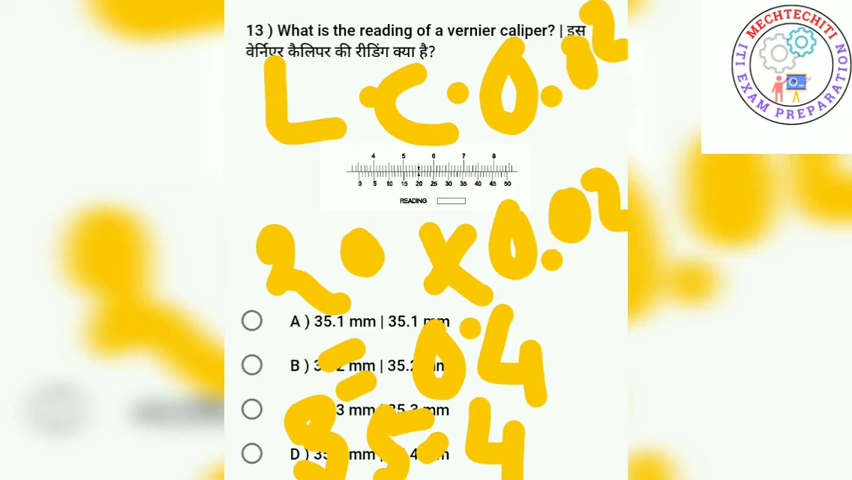 13 ) What is the reading of a vernier caliper? | इस
वेर्नियर कैलिपर की रीडिंग क्या है?
L.C.0.02
4 5 6 7 8
0 5 10 15 20 25 30 35 40 45 50
READING
20 X 0.02
A ) 35.1 mm | 35.1 mm
= 0.4
35.4
MECHTECHITI
ITI EXAM PREPARATION